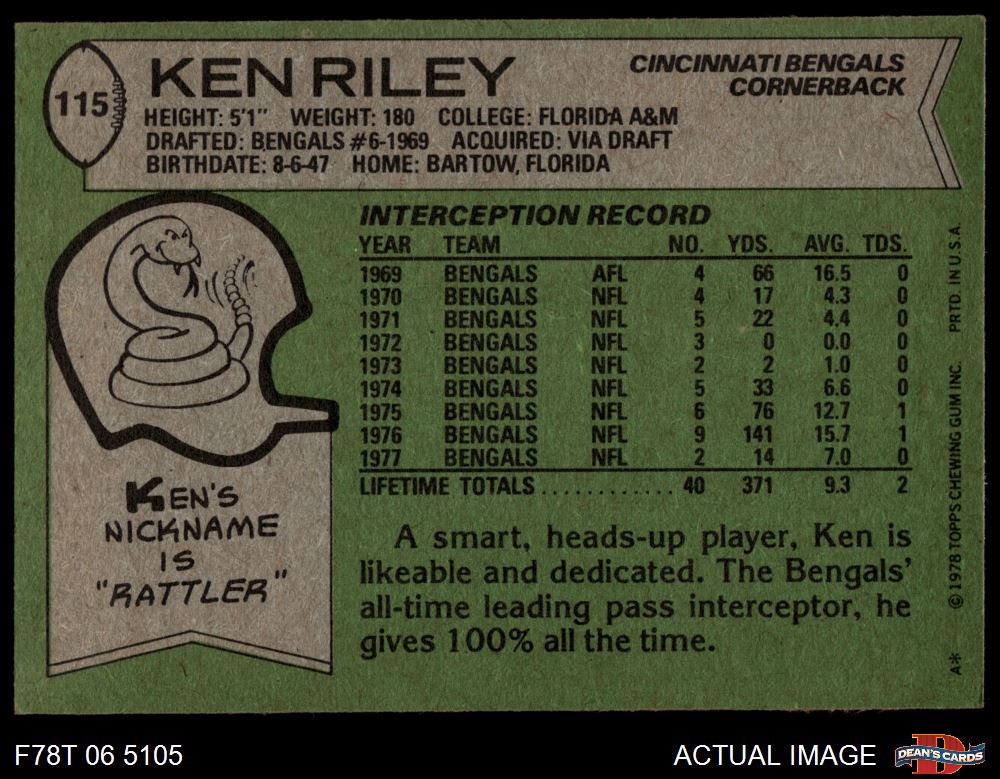 115
KEN RILEY
CINCINNATI BENGALS
CORNERBACK
HEIGHT: 5'1" WEIGHT: 180 COLLEGE: FLORIDA A&M
DRAFTED: BENGALS #6-1969 ACQUIRED: VIA DRAFT
BIRTHDATE: 8-6-47 HOME: BARTOW, FLORIDA
INTERCEPTION RECORD
YEAR TEAM NO. YDS. AVG. TDS.
1969 BENGALS AFL 4 66 16.5 0
1970 BENGALS NFL 4 17 4.3 0
1971 BENGALS NFL 5 22 4.4 0
1972 BENGALS NFL 3 0 0.0 0
1973 BENGALS NFL 2 2 1.0 0
1974 BENGALS NFL 5 33 6.6 0
1975 BENGALS NFL 6 76 12.7 1
1976 BENGALS NFL 9 141 15.7 1
1977 BENGALS NFL 2 14 7.0 0
LIFETIME TOTALS ............ 40 371 9.3 2
KEN'S
NICKNAME
IS
"RATTLER"
A smart, heads-up player, Ken is
likeable and dedicated. The Bengals'
all-time leading pass interceptor, he
gives 100% all the time.
A* © 1978 TOPPS CHEWING GUM INC. PRTD. IN U.S.A.
F78T 06 5105
ACTUAL IMAGE
D
DEAN'S CARDS